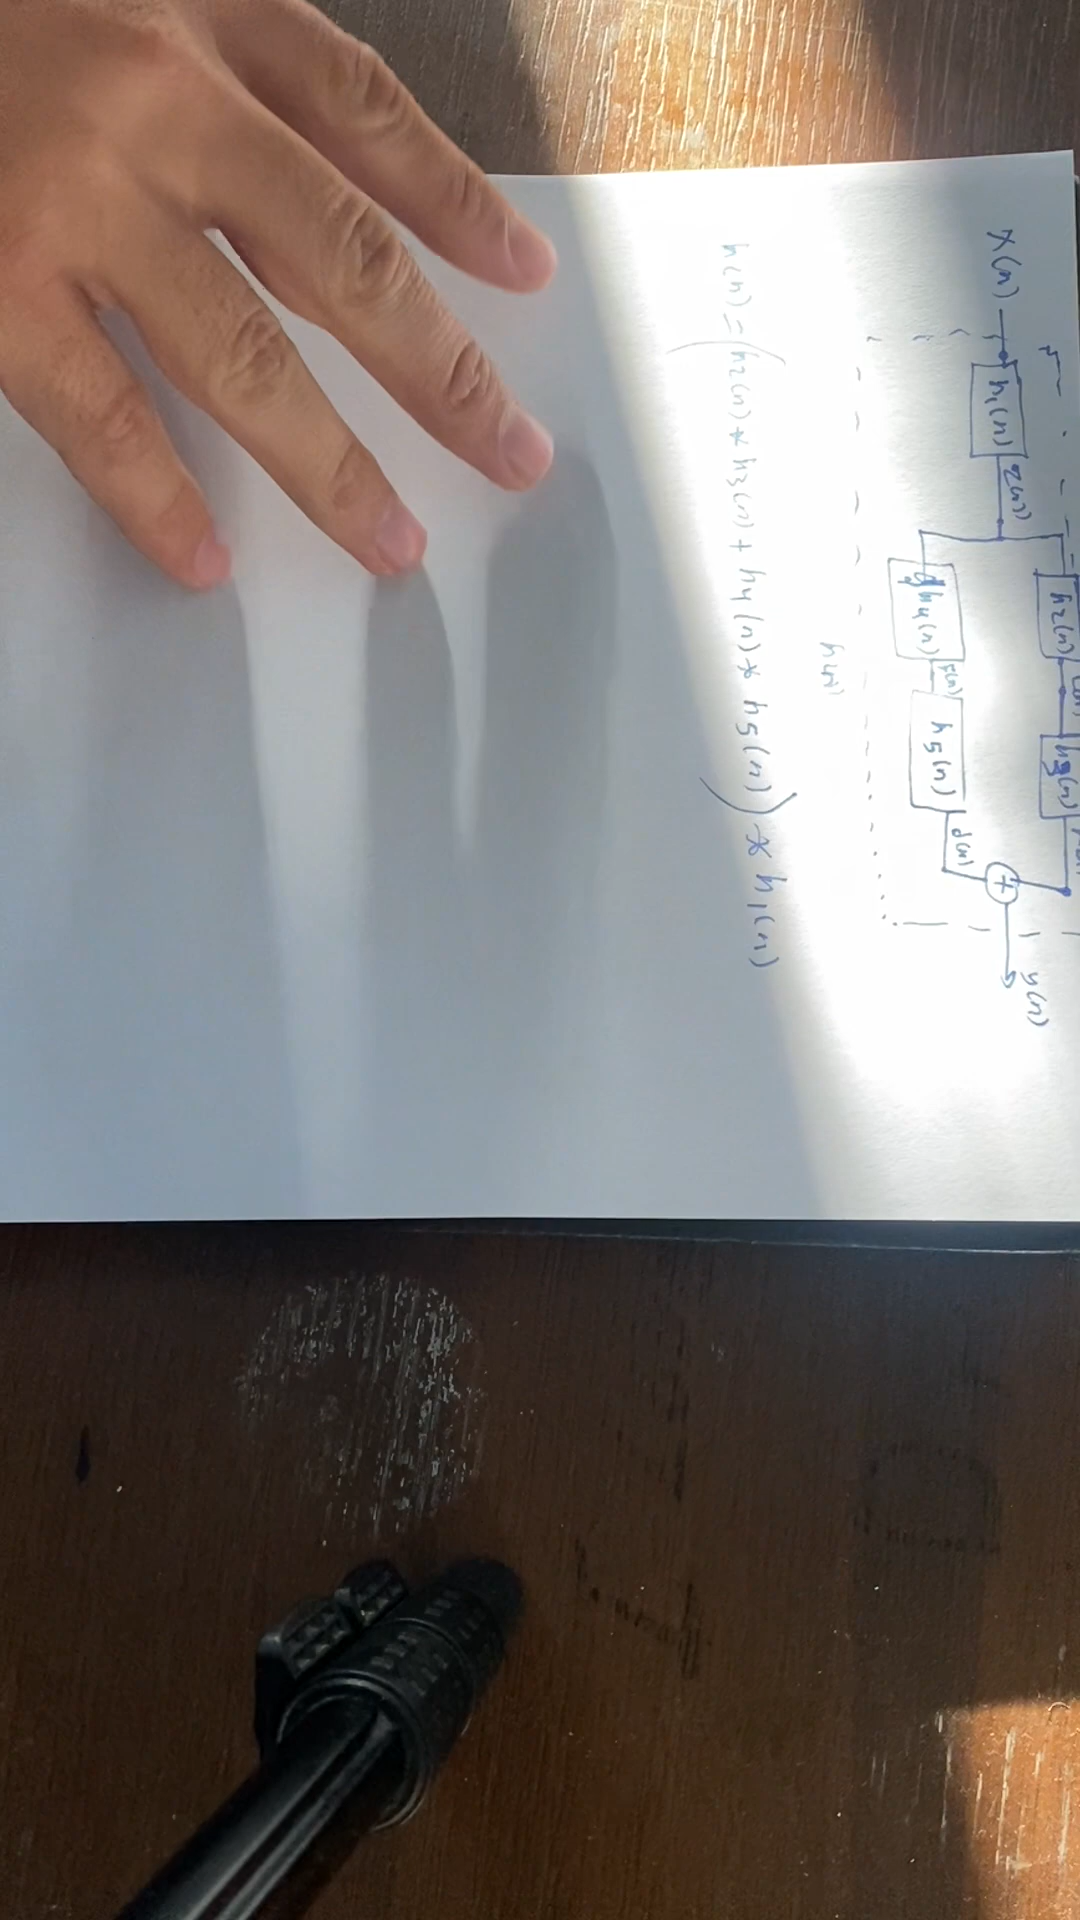 h2(n) h3(n)
x(n) h1(n) z(n) + y(n)
h4(n) f(n) h5(n) d(n)
h(n)
h(n) = (h2(n) * h3(n) + h4(n) * h5(n)) * h1(n)